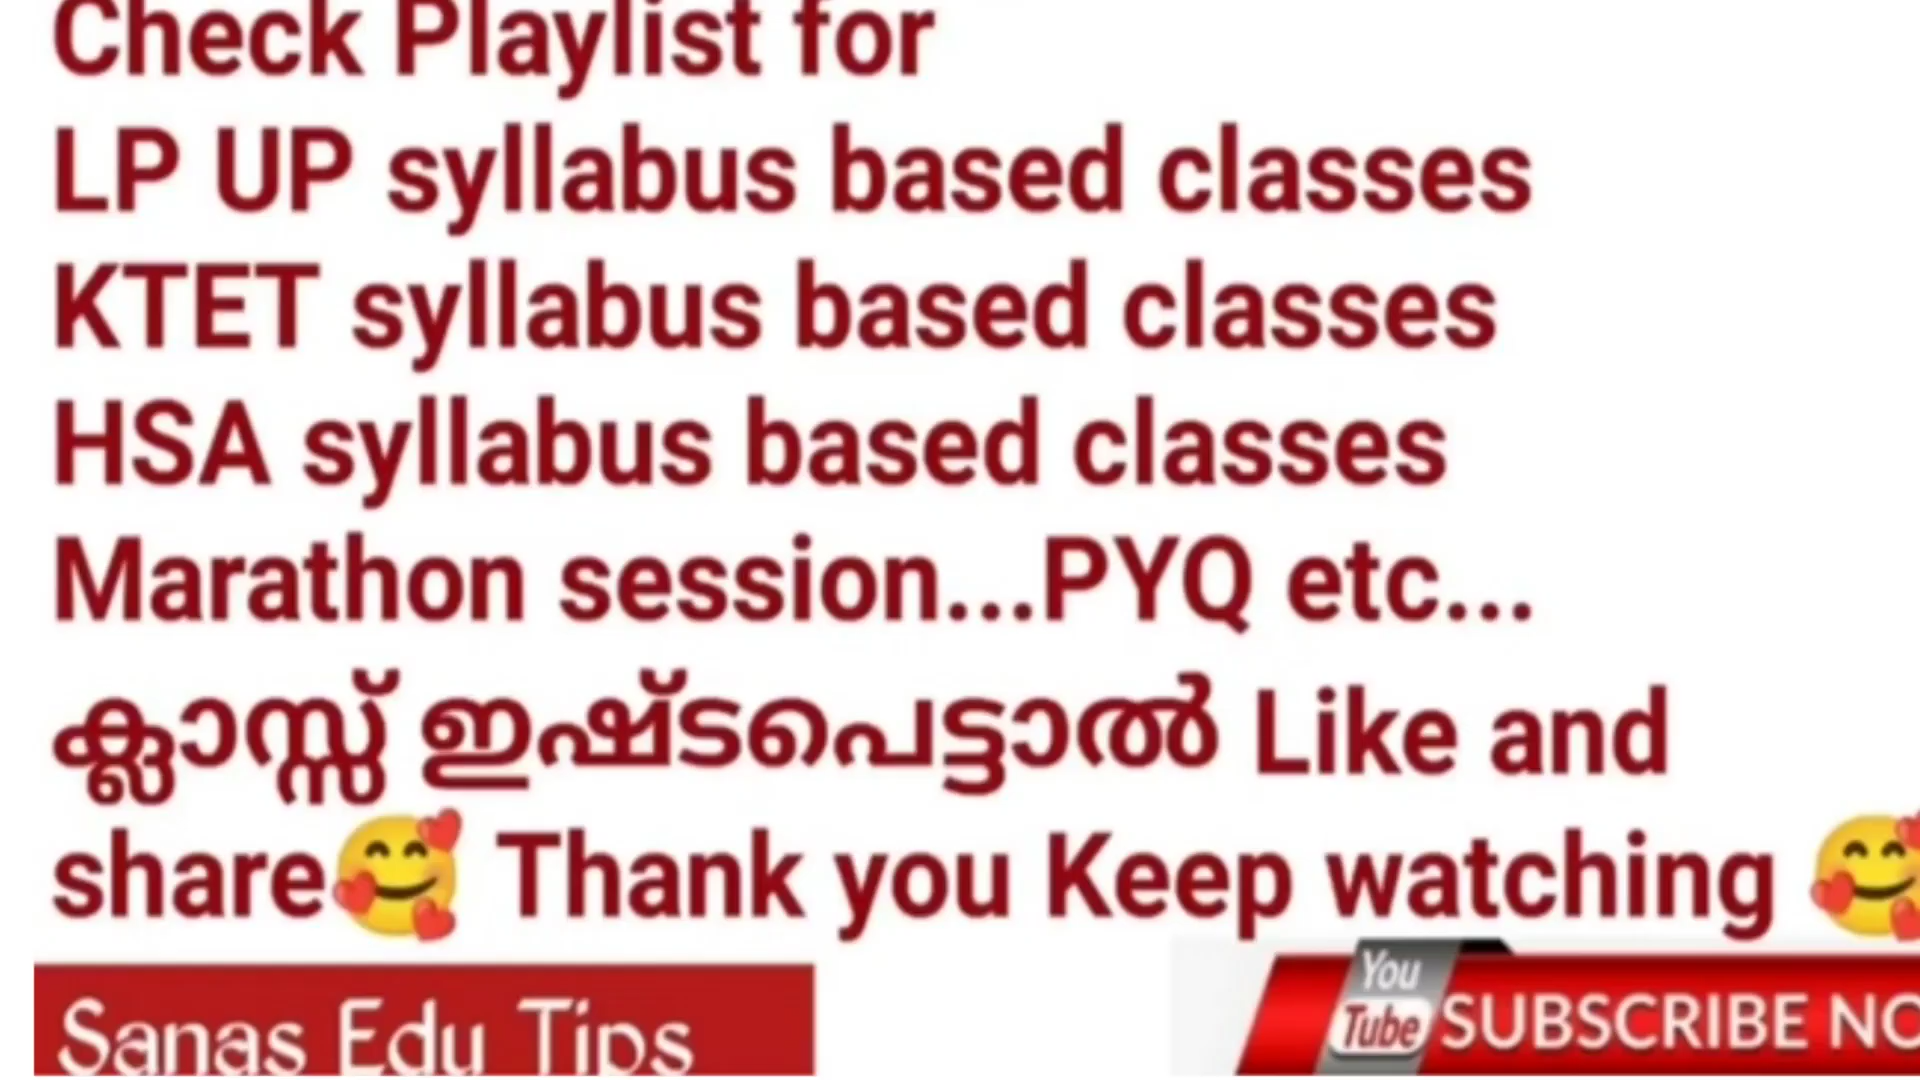 Check Playlist for
LP UP syllabus based classes
KTET syllabus based classes
HSA syllabus based classes
Marathon session...PYQ etc...
ക്ലാസ്സ് ഇഷ്ടപെട്ടാൽ Like and
share🥰 Thank you Keep watching 🥰
Sanas Edu Tips
You
Tube SUBSCRIBE